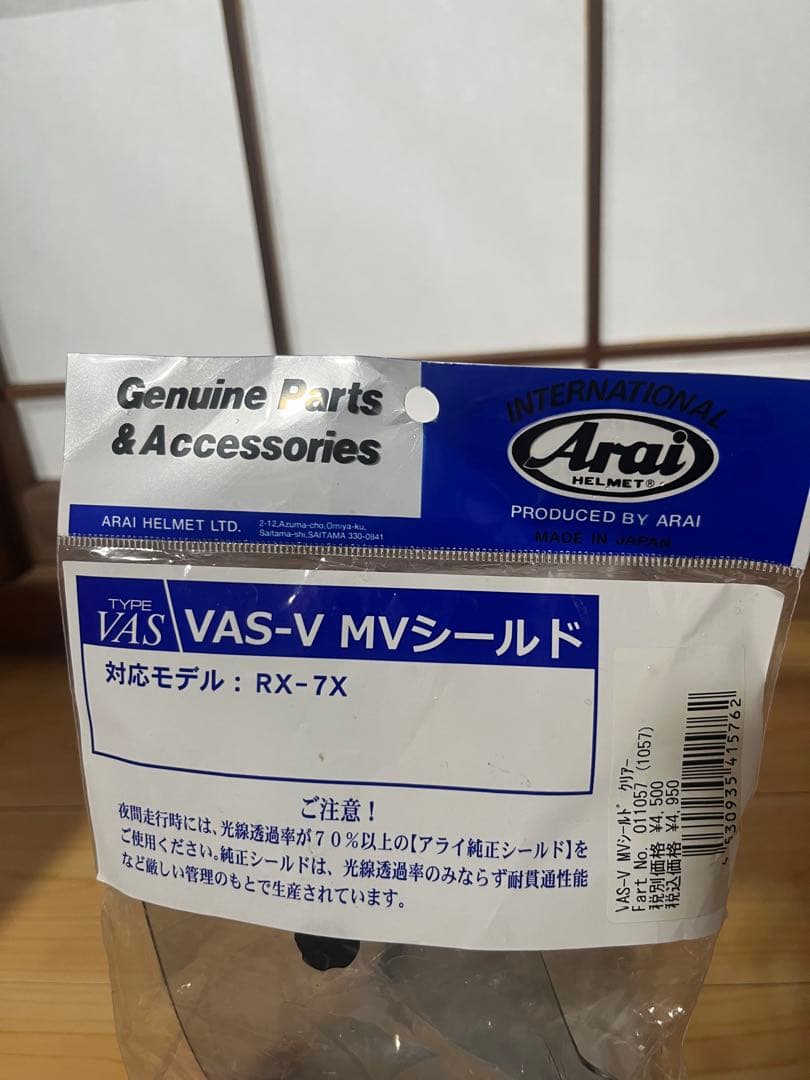 Genuine Parts
& Accessories
ARAI HELMET LTD.
2-12,Azuma-cho,Omiya-ku,
Saitama-shi,SAITAMA 330-0841
INTERNATIONAL
Arai
HELMET®
PRODUCED BY ARAI
MADE IN JAPAN
TYPE
VAS
VAS-V MVシールド
対応モデル: RX-7X
ご注意!
夜間走行時には、光線透過率が70%以上の【アライ純正シールド】を
ご使用ください。純正シールドは、光線透過率のみならず耐貫通性能
など厳しい管理のもとで生産されています。
VAS-V MVシールド クリアー
Part No. 011057 (1057)
税別価格 ¥4,500
税込価格 ¥4,950
4 530935 415762